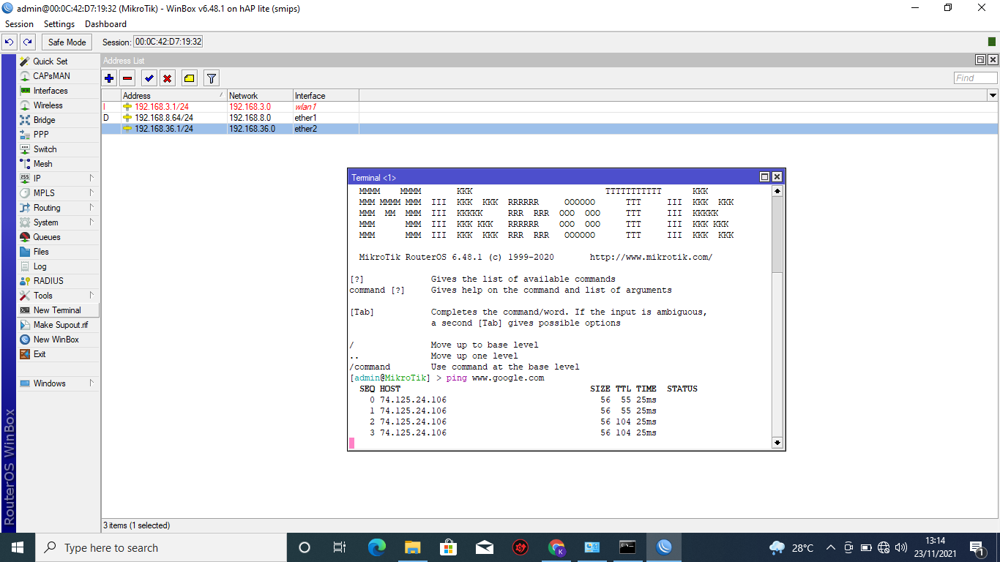 admin@00:0C:42:D7:19:32 (MikroTik) - WinBox v6.48.1 on hAP lite (smips)
Session Settings Dashboard
Safe Mode Session: 00:0C:42:D7:19:32
Quick Set
CAPsMAN
Interfaces
Wireless
Bridge
PPP
Switch
Mesh
IP
MPLS
Routing
System
Queues
Files
Log
RADIUS
Tools
New Terminal
Make Supout.rif
New WinBox
Exit
Windows
RouterOS WinBox
Address List
Find
Address Network Interface
I 192.168.3.1/24 192.168.3.0 wlan1
D 192.168.8.64/24 192.168.8.0 ether1
192.168.36.1/24 192.168.36.0 ether2
Terminal <1>
MMMM    MMMM       KKK                          TTTTTTTTTTT      KKK
MMM MMMM MMM  III  KKK  KKK  RRRRRR     OOOOOO      TTT     III  KKK  KKK
MMM  MM  MMM  III  KKKKK     RRR  RRR  OOO  OOO     TTT     III  KKKKK
MMM      MMM  III  KKK KKK   RRRRRR    OOO  OOO     TTT     III  KKK KKK
MMM      MMM  III  KKK  KKK  RRR  RRR   OOOOOO      TTT     III  KKK  KKK
MikroTik RouterOS 6.48.1 (c) 1999-2020       http://www.mikrotik.com/
[?]             Gives the list of available commands
command [?]     Gives help on the command and list of arguments
[Tab]           Completes the command/word. If the input is ambiguous,
a second [Tab] gives possible options
/               Move up to base level
..              Move up one level
/command        Use command at the base level
[admin@MikroTik] > ping www.google.com
SEQ HOST                                     SIZE TTL TIME  STATUS
0 74.125.24.106                              56  55 25ms
1 74.125.24.106                              56  55 25ms
2 74.125.24.106                              56 104 25ms
3 74.125.24.106                              56 104 25ms
3 items (1 selected)
Type here to search
K
28°C
13:14
23/11/2021
1